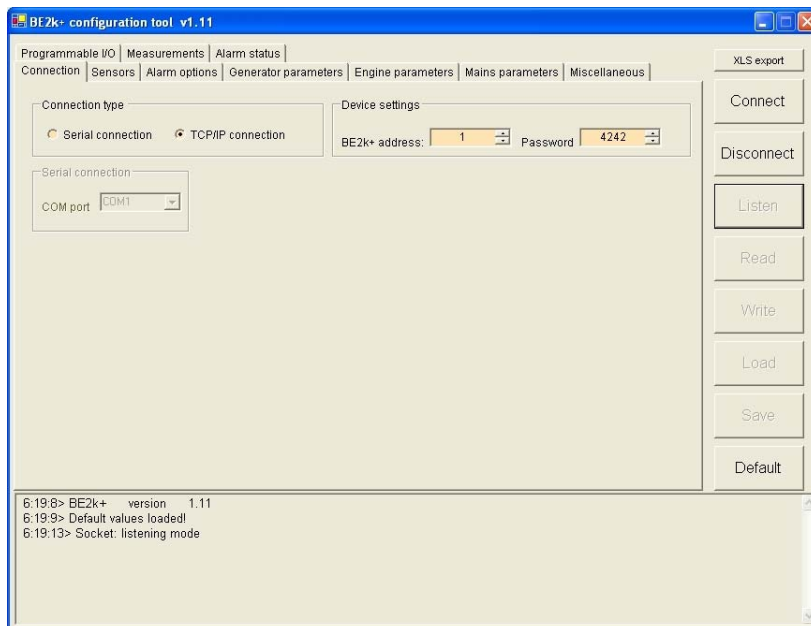 BE2k+ configuration tool v1.11
Programmable I/O Measurements Alarm status
Connection Sensors Alarm options Generator parameters Engine parameters Mains parameters Miscellaneous
XLS export
Connection type
Serial connection TCP/IP connection
Device settings
BE2k+ address: 1 Password 4242
Serial connection
COM port COM1
Connect
Disconnect
Listen
Read
Write
Load
Save
Default
6:19:8> BE2k+ version 1.11
6:19:9> Default values loaded!
6:19:13> Socket: listening mode